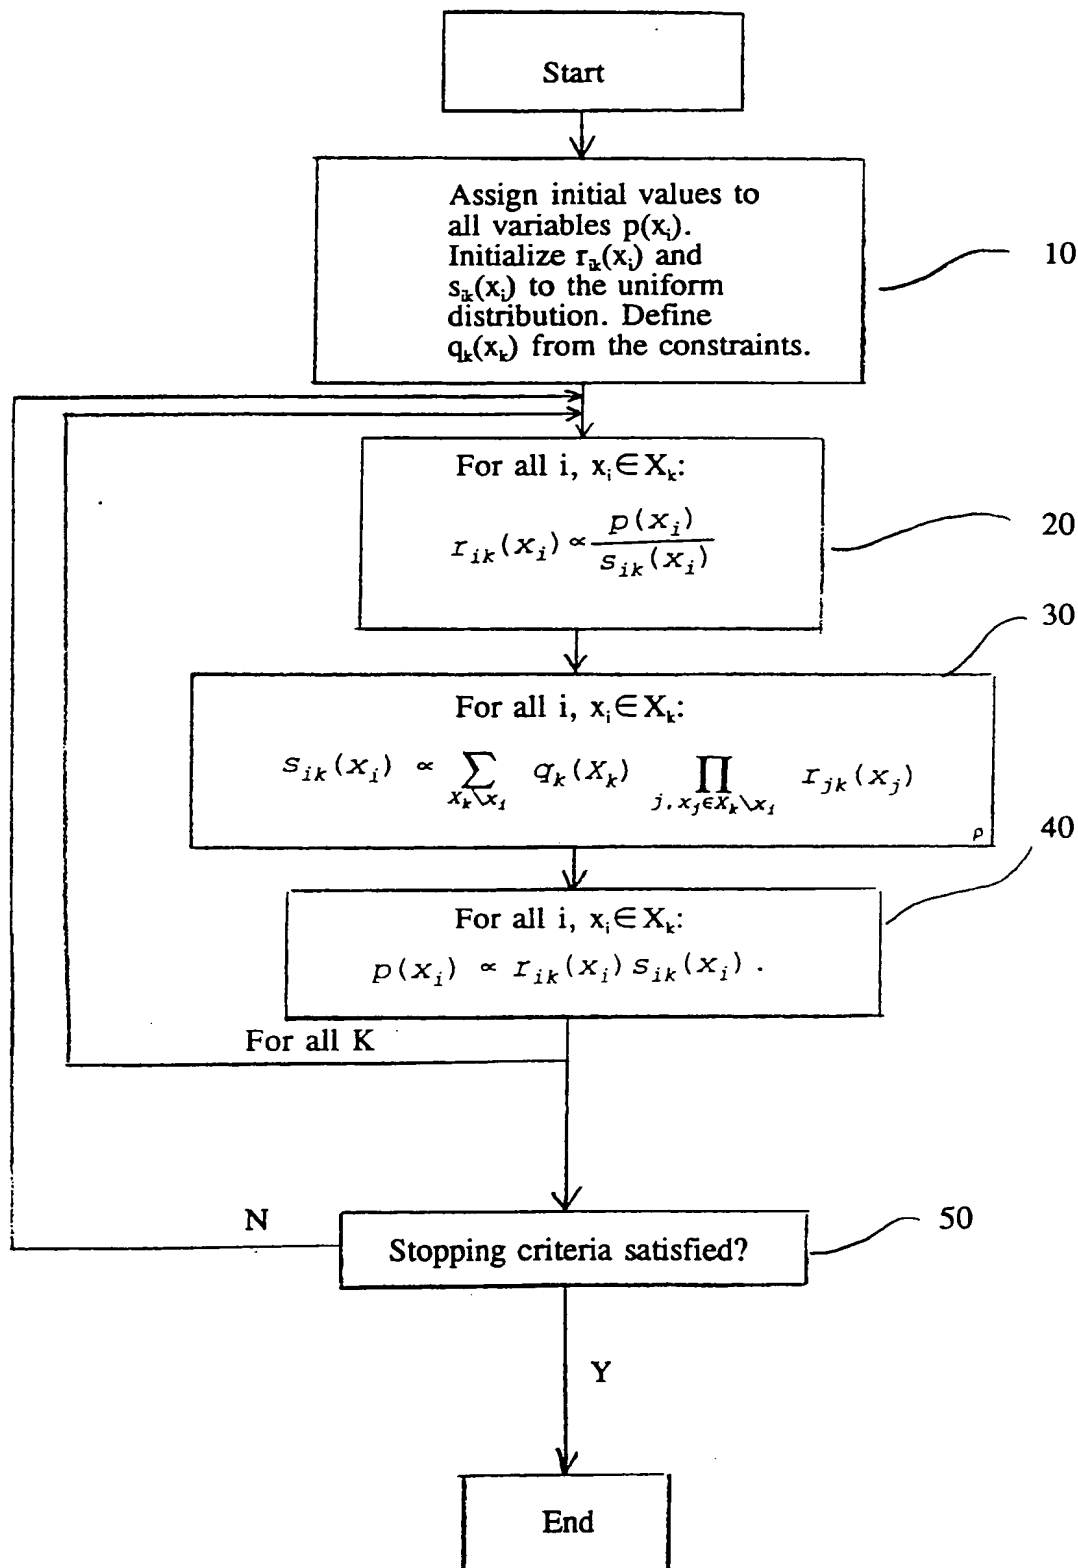 Start
Assign initial values to
all variables p(xᵢ).
Initialize rᵢₖ(xᵢ) and
sᵢₖ(xᵢ) to the uniform
distribution. Define
qₖ(xₖ) from the constraints.
10
For all i, xᵢ∈Xₖ:
rᵢₖ(xᵢ) ∝ p(xᵢ) / sᵢₖ(xᵢ)
20
30
For all i, xᵢ∈Xₖ:
sᵢₖ(xᵢ) ∝ ∑ qₖ(Xₖ) ∏ rⱼₖ(xⱼ)
Xₖ\xᵢ j, xⱼ∈Xₖ\xᵢ
ρ
40
For all i, xᵢ∈Xₖ:
p(xᵢ) ∝ rᵢₖ(xᵢ) sᵢₖ(xᵢ).
For all K
N
Stopping criteria satisfied?
50
Y
End